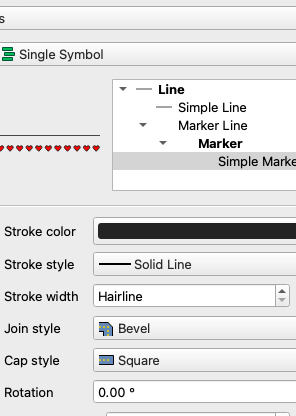 s
Single Symbol
Line
Simple Line
Marker Line
Marker
Simple Marke
Stroke color
Stroke style Solid Line
Stroke width Hairline
Join style Bevel
Cap style Square
Rotation 0.00 °